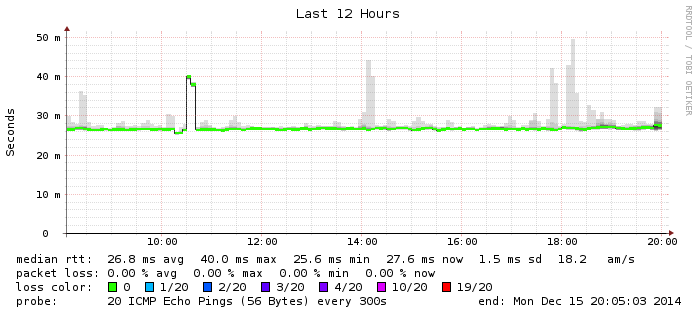 Last 12 Hours
RRDTOOL / TOBI OETIKER
Seconds
50 m
40 m
30 m
20 m
10 m
0
10:00 12:00 14:00 16:00 18:00 20:00
median rtt: 26.8 ms avg 40.0 ms max 25.6 ms min 27.6 ms now 1.5 ms sd 18.2 am/s
packet loss: 0.00 % avg 0.00 % max 0.00 % min 0.00 % now
loss color: 0 1/20 2/20 3/20 4/20 10/20 19/20
probe: 20 ICMP Echo Pings (56 Bytes) every 300s end: Mon Dec 15 20:05:03 2014